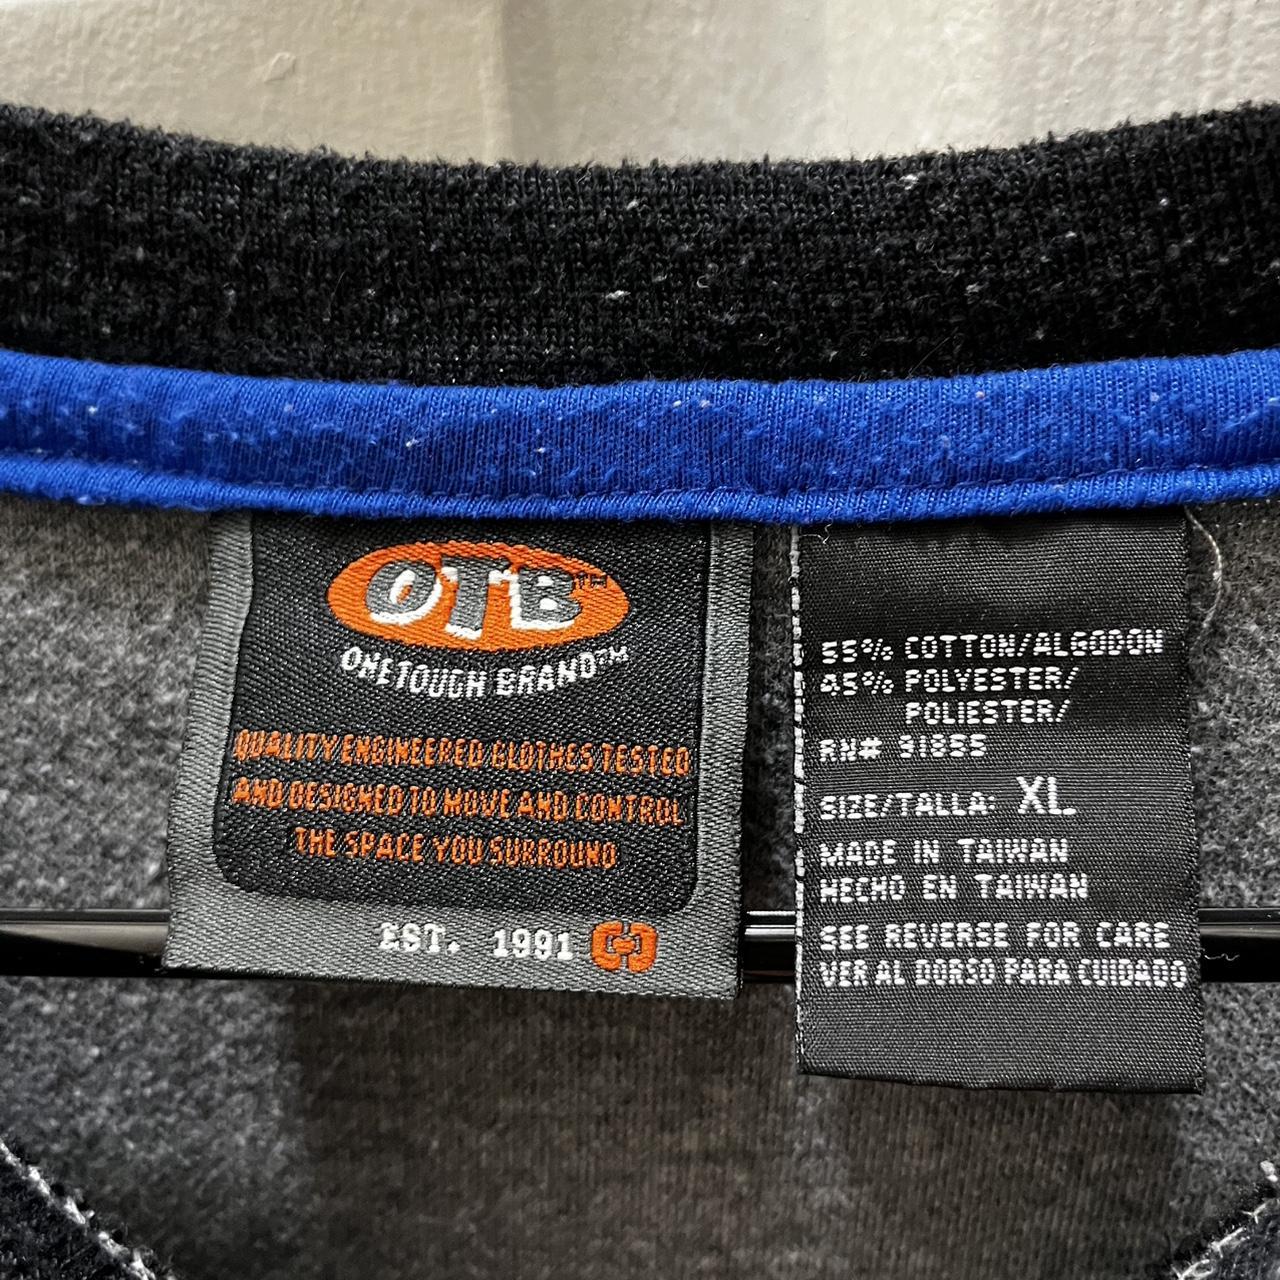 OTB™
ONE TOUGH BRAND™
QUALITY ENGINEERED CLOTHES TESTED
AND DESIGNED TO MOVE AND CONTROL
THE SPACE YOU SURROUND
EST. 1991
55% COTTON/ALGODON
45% POLYESTER/
POLIESTER/
RN# 91855
SIZE/TALLA: XL
MADE IN TAIWAN
HECHO EN TAIWAN
SEE REVERSE FOR CARE
VER AL DORSO PARA CUIDADO